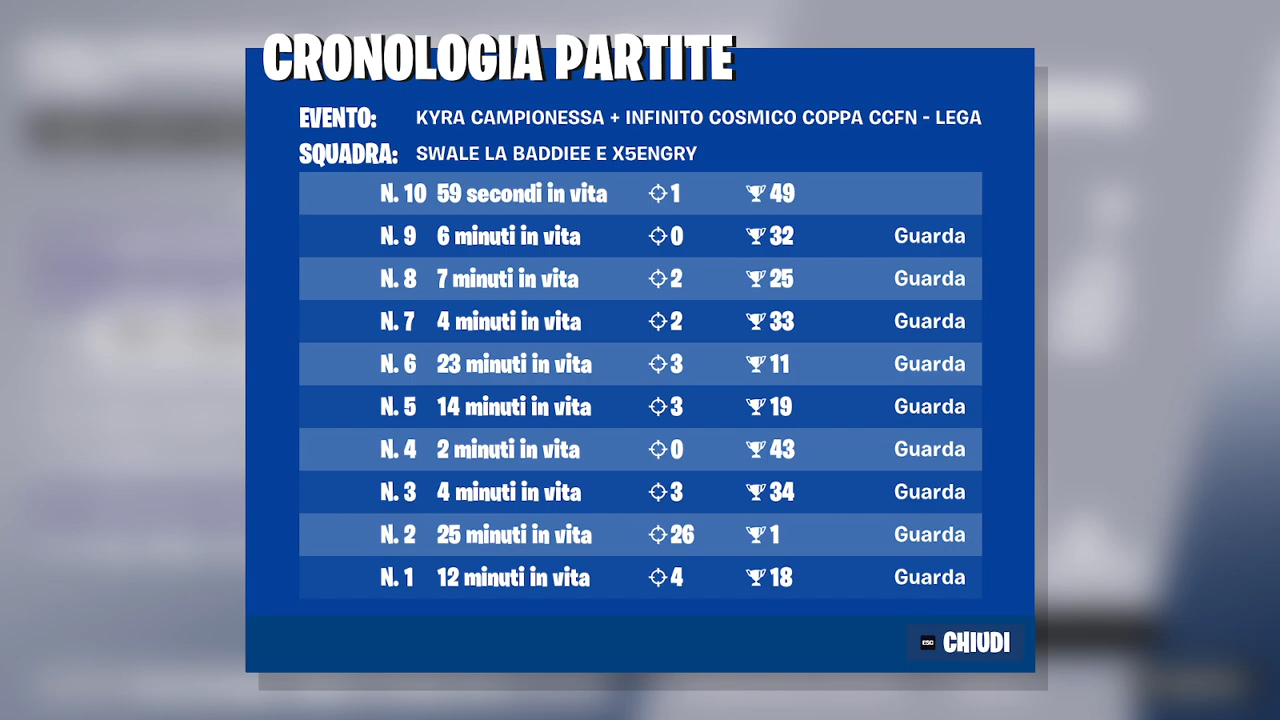 CRONOLOGIA PARTITE
EVENTO: KYRA CAMPIONESSA + INFINITO COSMICO COPPA CCFN - LEGA
SQUADRA: SWALE LA BADDIEE E X5ENGRY
N. 10 59 secondi in vita 1 49
N. 9 6 minuti in vita 0 32 Guarda
N. 8 7 minuti in vita 2 25 Guarda
N. 7 4 minuti in vita 2 33 Guarda
N. 6 23 minuti in vita 3 11 Guarda
N. 5 14 minuti in vita 3 19 Guarda
N. 4 2 minuti in vita 0 43 Guarda
N. 3 4 minuti in vita 3 34 Guarda
N. 2 25 minuti in vita 26 1 Guarda
N. 1 12 minuti in vita 4 18 Guarda
ESC CHIUDI